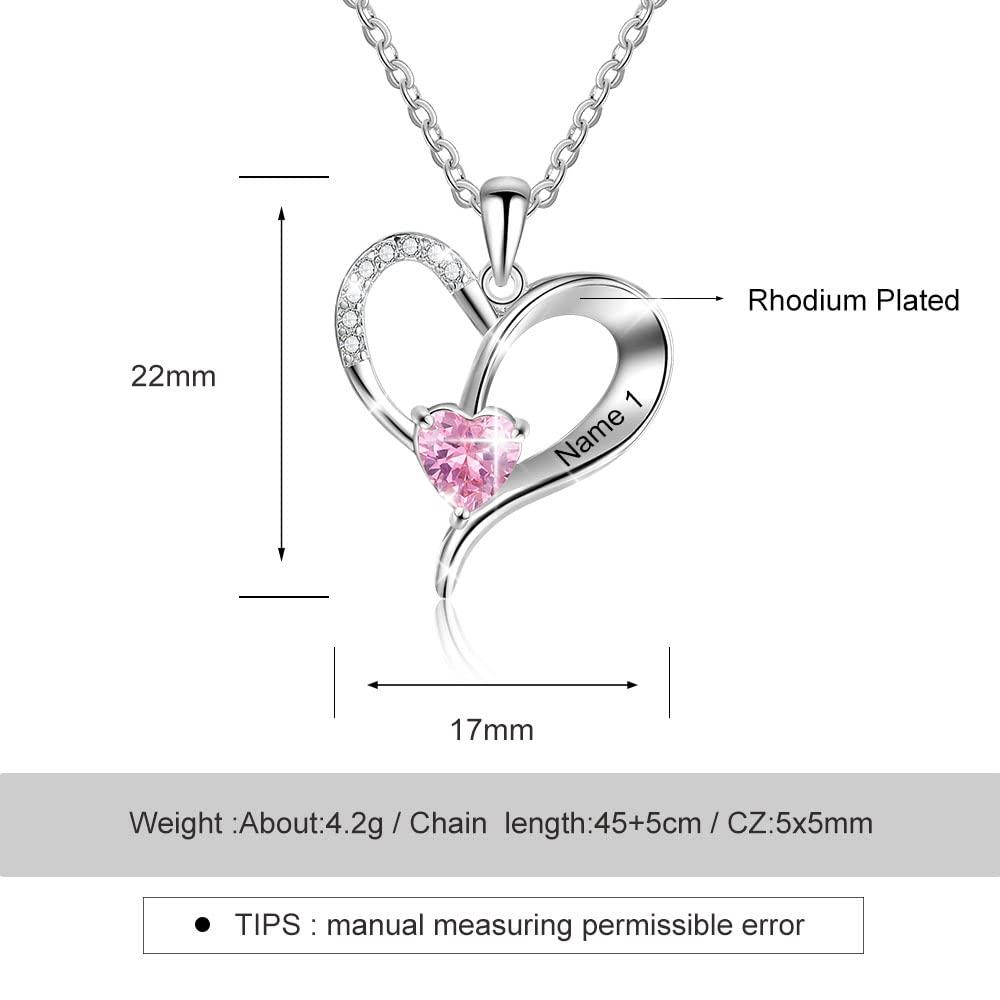 Rhodium Plated
22mm
Name 1
17mm
Weight :About:4.2g / Chain length:45+5cm / CZ:5x5mm
● TIPS : manual measuring permissible error